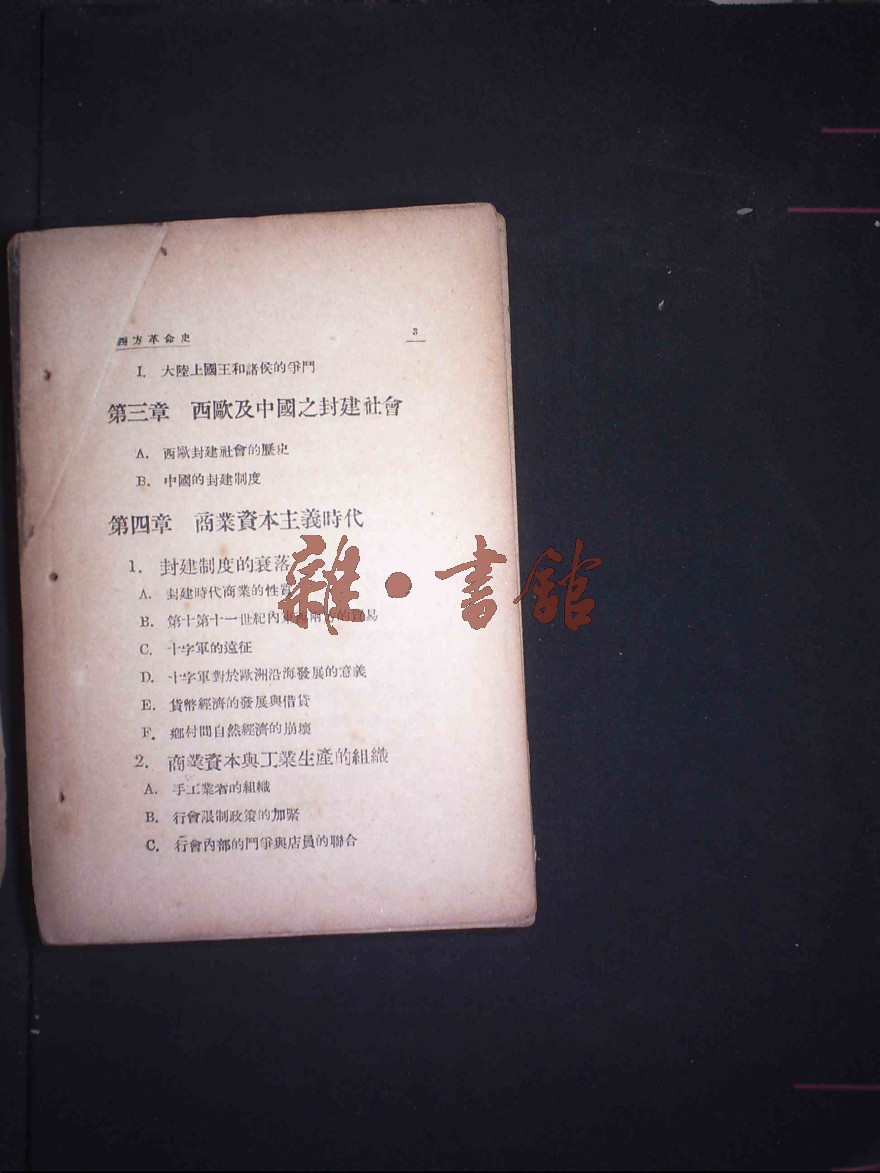 西方革命史 3
I. 大陸上國王和諸侯的爭鬥
第三章 西歐及中國之封建社會
A. 西歐封建社會的歷史
B. 中國的封建制度
第四章 商業資本主義時代
1. 封建制度的衰落
A. 封建時代商業的性質
B. 第十第十一世紀內東西兩方的貿易
C. 十字軍的遠征
D. 十字軍對於歐洲沿海發展的意義
E. 貨幣經濟的發展與借貸
F. 鄉村間自然經濟的崩壞
2. 商業資本與工業生產的組織
A. 手工業者的組織
B. 行會限制政策的加緊
C. 行會內部的鬥爭與店員的聯合
雜·書館